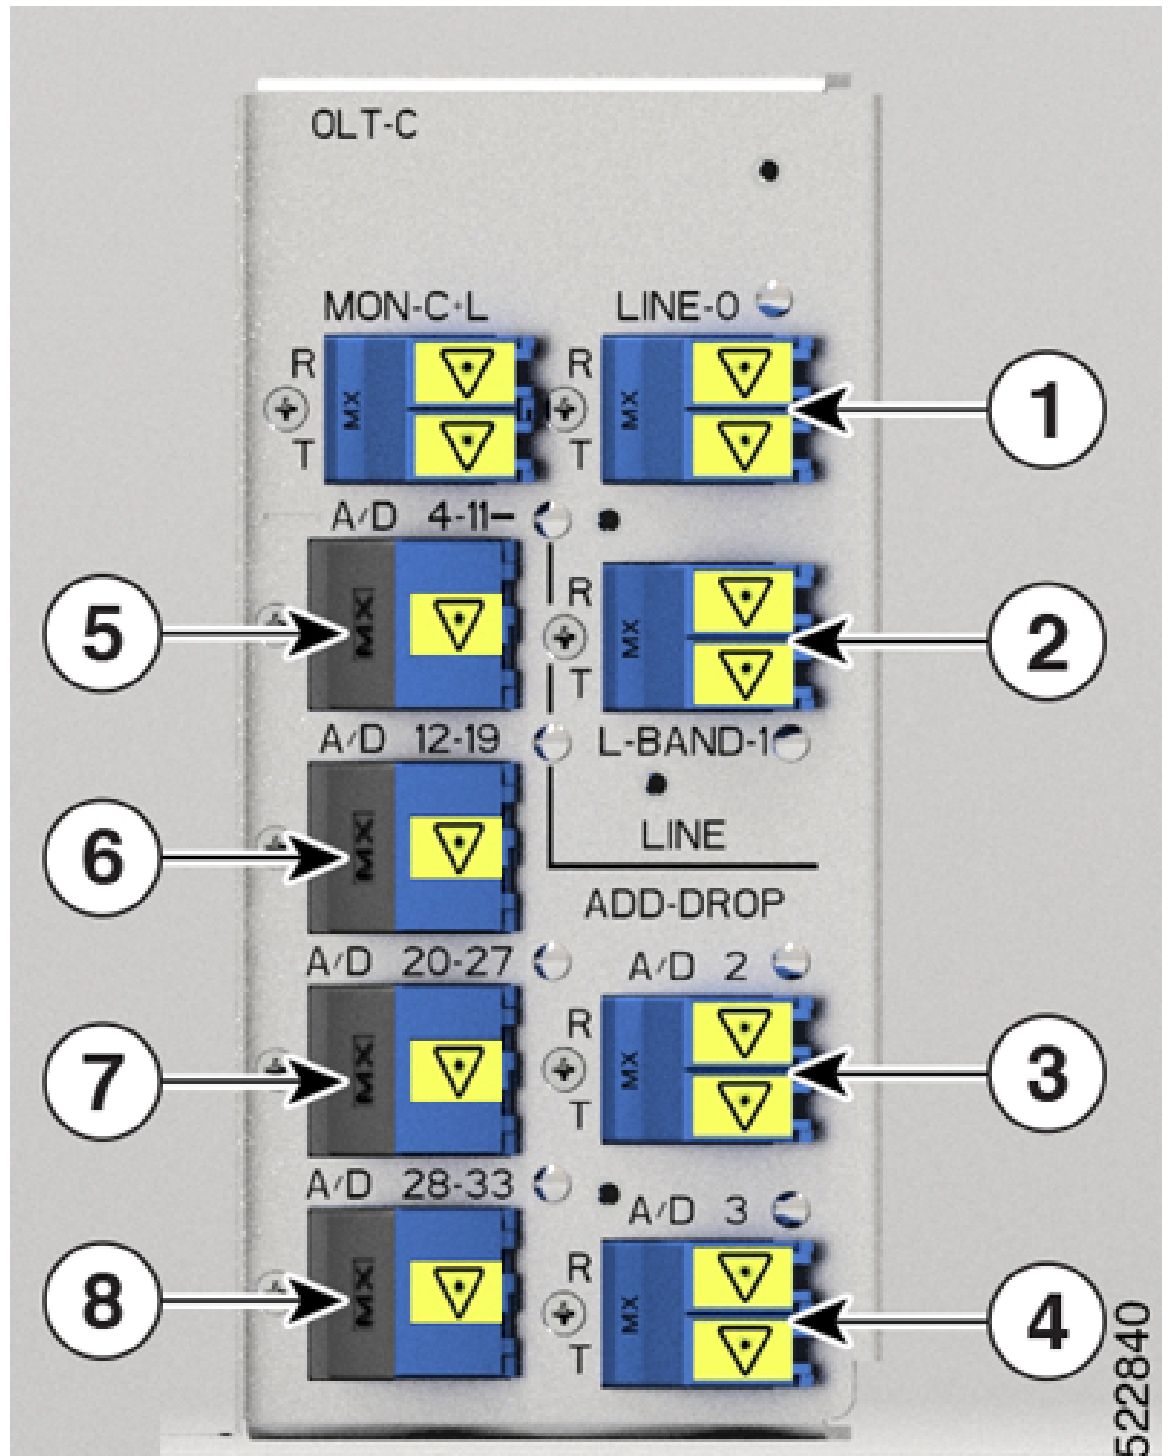 OLT-C
MON-C+L LINE-0
R R
MX MX
T T
1
A/D 4-11
R
5 MX MX 2
T
A/D 12-19 L-BAND-1
6 MX
LINE
ADD-DROP
A/D 20-27 A/D 2
R
7 MX MX 3
T
A/D 28-33 A/D 3
R
8 MX MX 4
T
522840